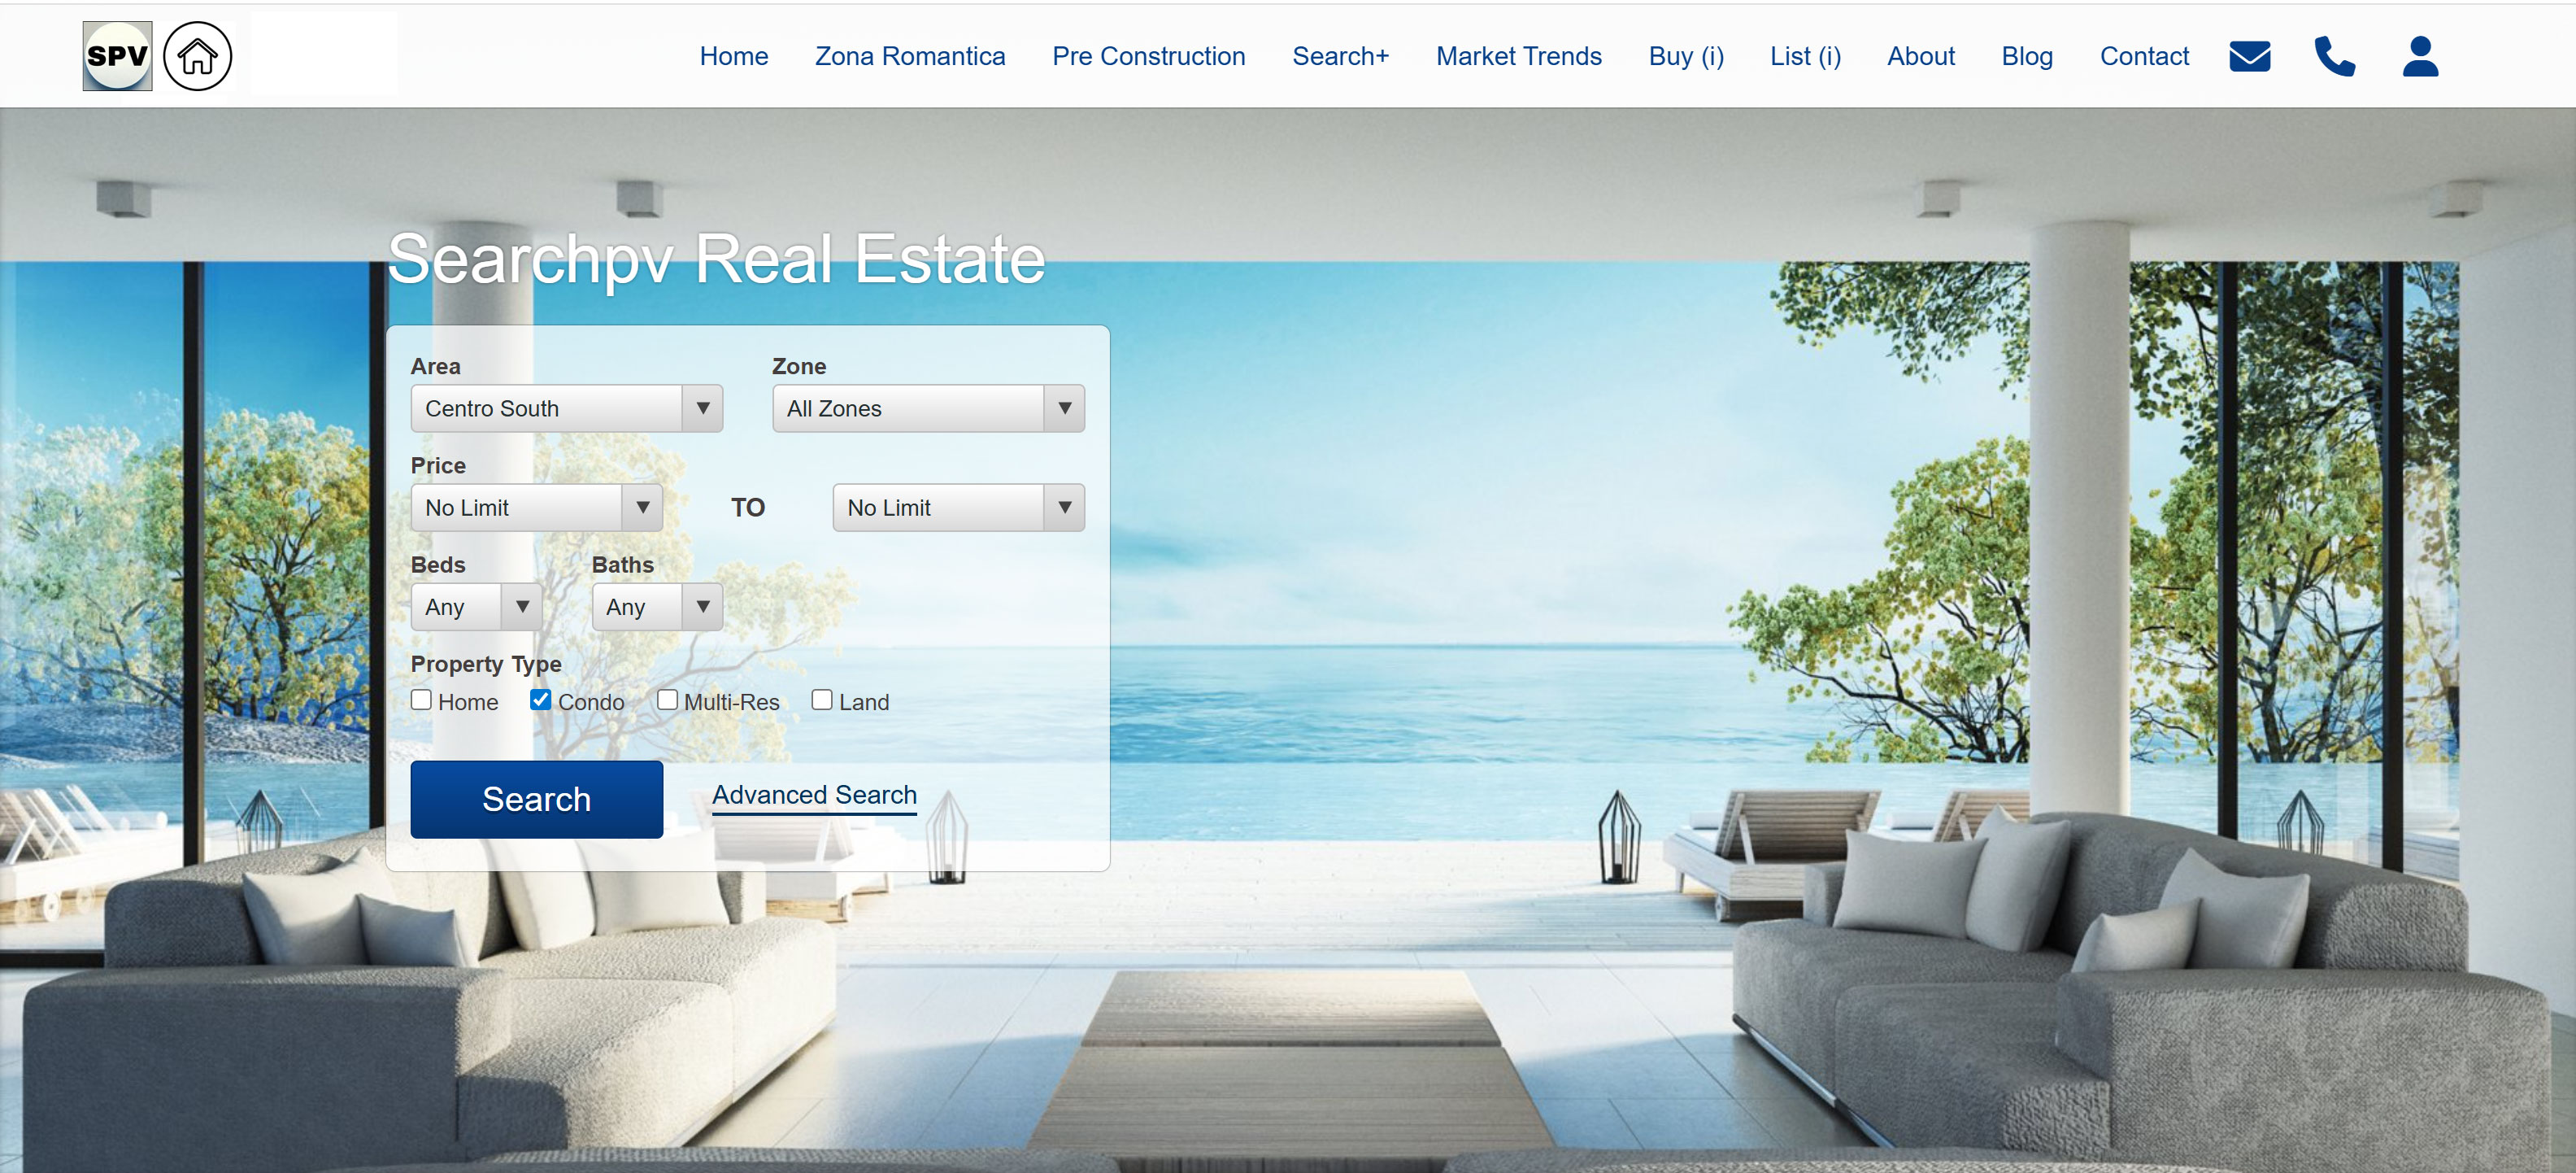 SPV
Home Zona Romantica Pre Construction Search+ Market Trends Buy (i) List (i) About Blog Contact
Searchpv Real Estate
Area Zone
Centro South All Zones
Price
No Limit TO No Limit
Beds Baths
Any Any
Property Type
Home Condo Multi-Res Land
Search Advanced Search